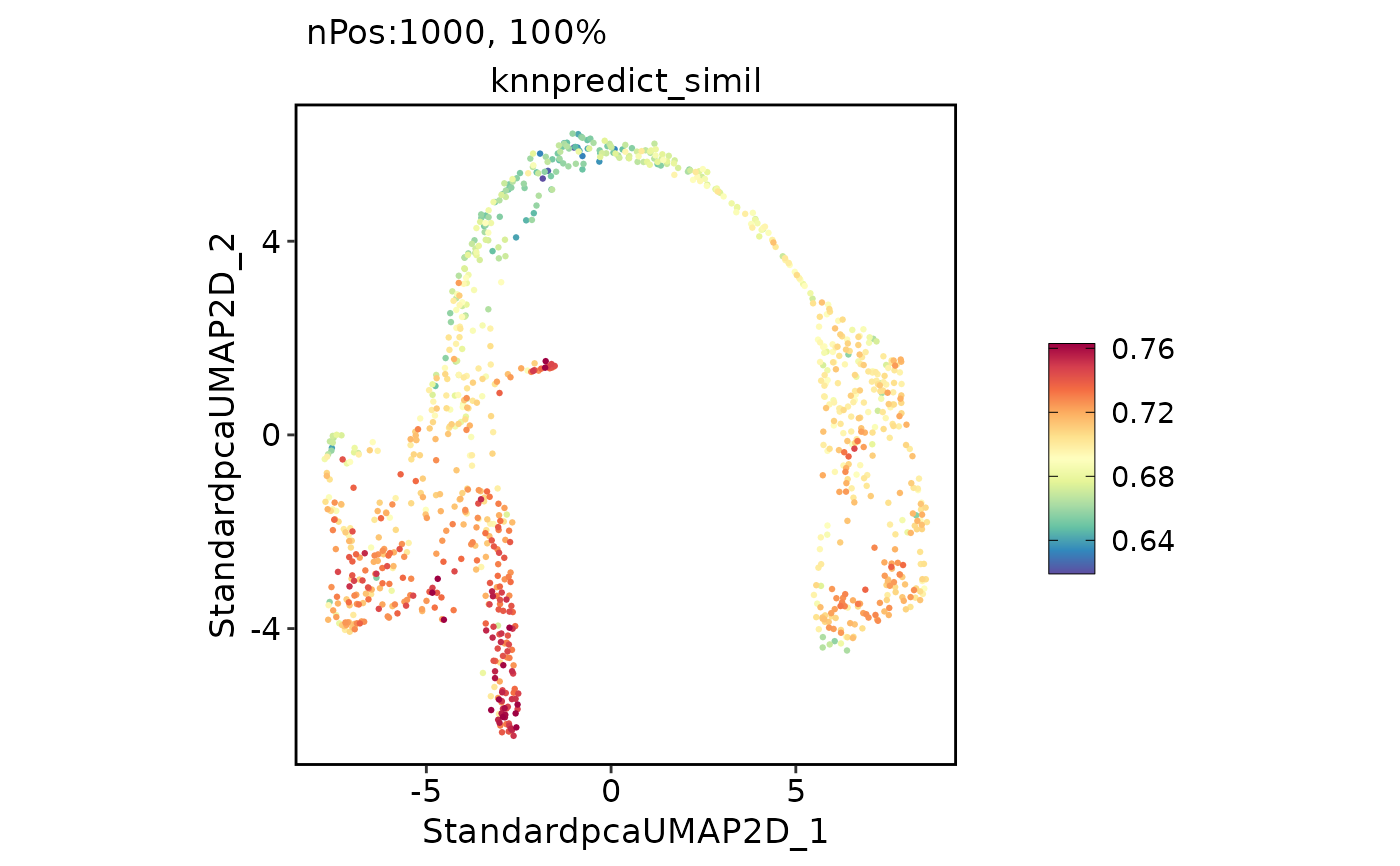 nPos:1000, 100%
knnpredict_simil
StandardpcaUMAP2D_2
4
0
-4
-5
0
5
StandardpcaUMAP2D_1
0.76
0.72
0.68
0.64